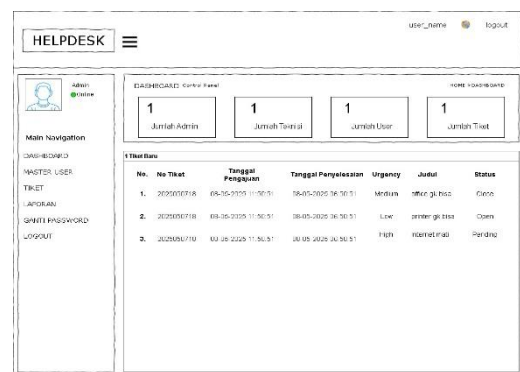 user_name logout
HELPDESK
Admin
Online
DASHBOARD Control Panel
HOME >DASHBOARD
1 1 1 1
Jumlah Admin Jumlah Teknisi Jumlah User Jumlah Tiket
Main Navigation
DASHBOARD
MASTER USER
TIKET
LAPORAN
GANTI PASSWORD
LOGOUT
1 Tiket Baru
No. No Tiket Tanggal Pengajuan Tanggal Penyelesaian Urgency Judul Status
1. 2025050718 08-05-2025 11:50:51 08-05-2025 Medium office gk bisa Close
2. 2025050718 08-05-2025 11:50:51 08-05-2025 Low printer gk bisa Open
3. 11:50:51 High internet mati Pending